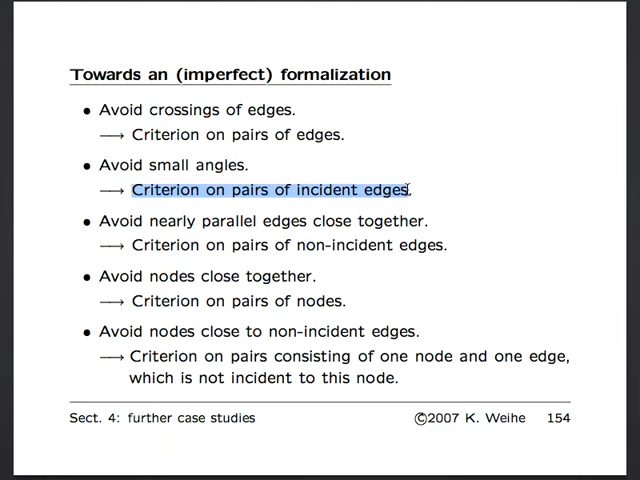 Towards an (imperfect) formalization
• Avoid crossings of edges.
⟶ Criterion on pairs of edges.
• Avoid small angles.
⟶ Criterion on pairs of incident edges.
• Avoid nearly parallel edges close together.
⟶ Criterion on pairs of non-incident edges.
• Avoid nodes close together.
⟶ Criterion on pairs of nodes.
• Avoid nodes close to non-incident edges.
⟶ Criterion on pairs consisting of one node and one edge,
which is not incident to this node.
Sect. 4: further case studies ©2007 K. Weihe 154